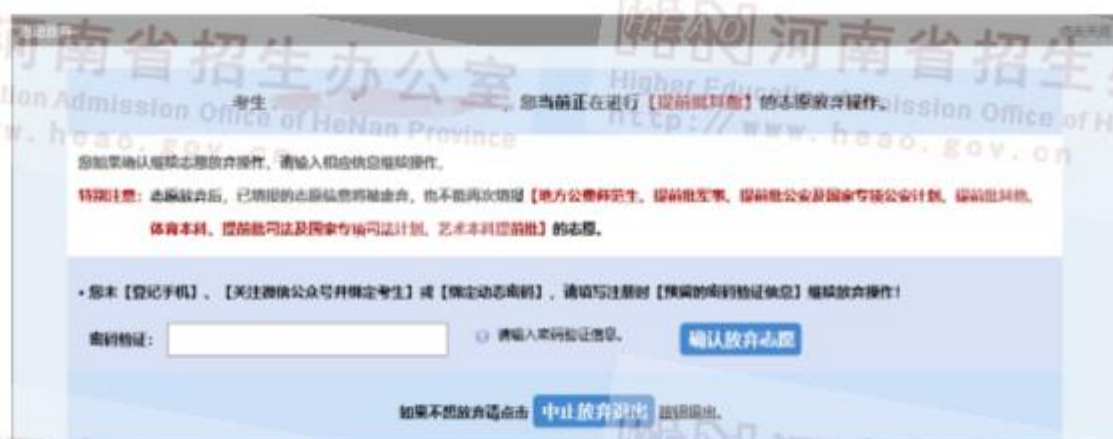 志愿放弃
考生 ，您当前正在进行【提前批其他】的志愿放弃操作。
您如果确认继续志愿放弃操作，请输入相应信息继续操作。
特别注意：志愿放弃后，已填报的志愿信息将被废弃，也不能再次填报【地方公费师范生、提前批军事、提前批公安及国家专项公安计划、提前批其他、
体育本科、提前批司法及国家专项司法计划、艺术本科提前批】的志愿。
•您未【登记手机】、【关注微信公众号并绑定考生】或【绑定动态密码】，请填写注册时【预留的密码验证信息】继续放弃操作！
密码验证： 请输入密码验证信息。 确认放弃志愿
如果不想放弃请点击 中止放弃退出 按钮退出。
河南省招生办公室
Higher Education Admission Office of HeNan Province
http://www.heao.gov.cn
HEAO 河南省招生